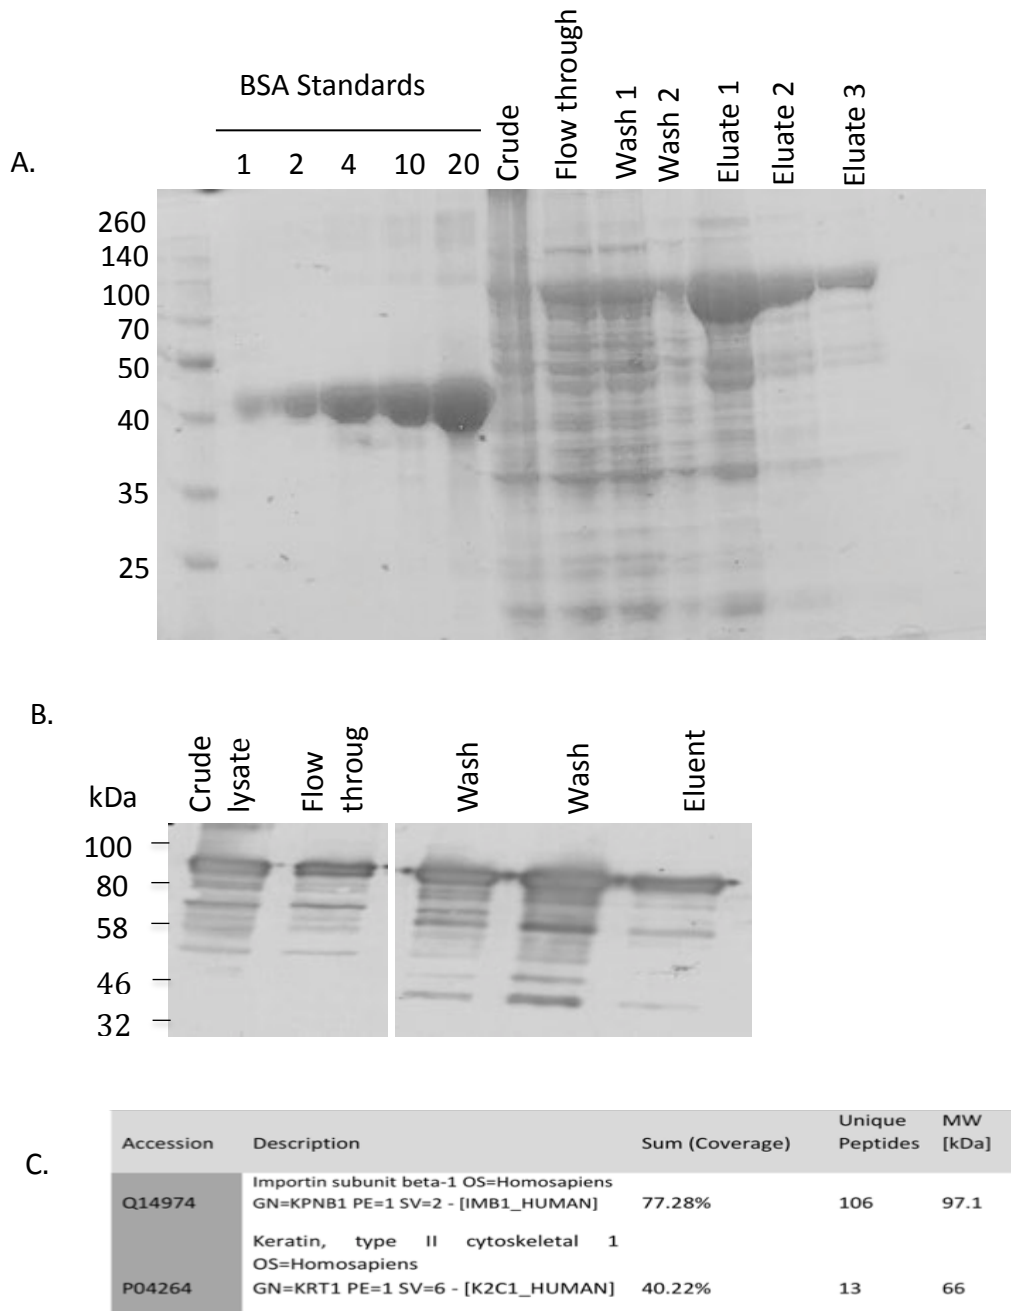 BSA Standards
1 2 4 10 20
Crude
Flow through
Wash 1
Wash 2
Eluate 1
Eluate 2
Eluate 3
A.
260
140
100
70
50
40
35
25
B.
Crude
lysate
Flow
throug
Wash
Wash
Eluent
kDa
100
80
58
46
32
C.
Accession Description Sum (Coverage) Unique Peptides MW [kDa]
Importin subunit beta-1 OS=Homosapiens
Q14974 GN=KPNB1 PE=1 SV=2 - [IMB1_HUMAN] 77.28% 106 97.1
Keratin, type II cytoskeletal 1
OS=Homosapiens
P04264 GN=KRT1 PE=1 SV=6 - [K2C1_HUMAN] 40.22% 13 66